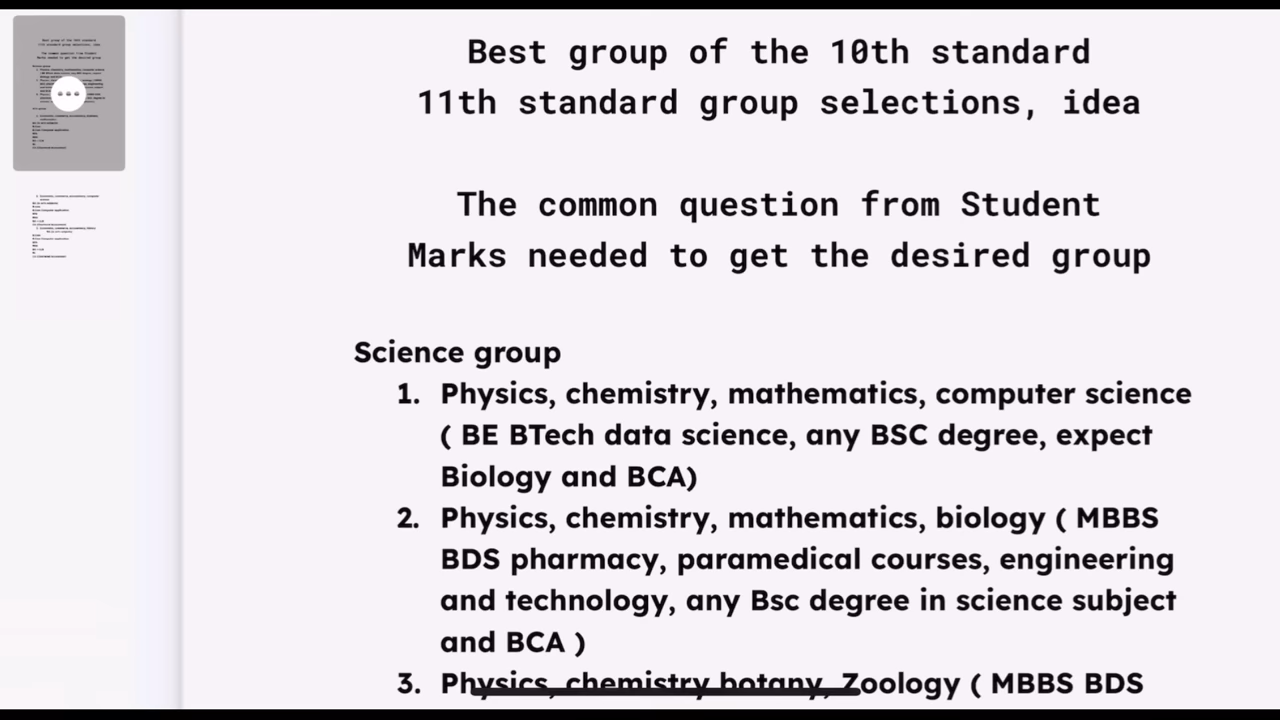 Best group of the 10th standard
11th standard group selections, idea
The common question from Student
Marks needed to get the desired group
Science group
1. Physics, chemistry, mathematics, computer science
( BE BTech data science, any BSC degree, expect
Biology and BCA)
2. Physics, chemistry, mathematics, biology ( MBBS
BDS pharmacy, paramedical courses, engineering
and technology, any Bsc degree in science subject
and BCA )
3. Physics, chemistry botany, Zoology ( MBBS BDS